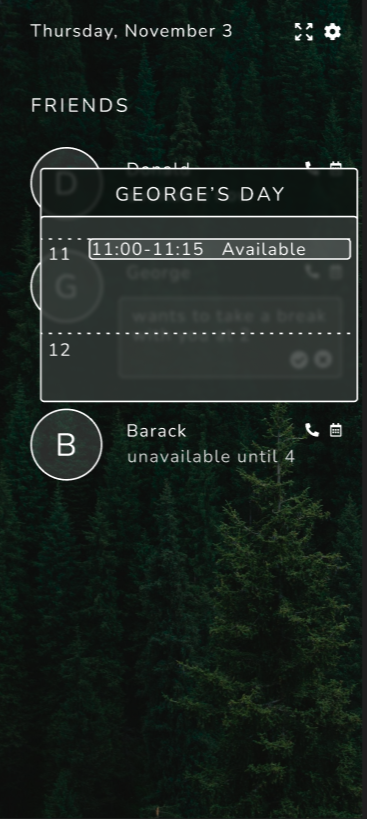 Thursday, November 3
FRIENDS
D
Donald
GEORGE'S DAY
11
11:00-11:15 Available
G
George
wants to take a break
with you at 2
12
B
Barack
unavailable until 4